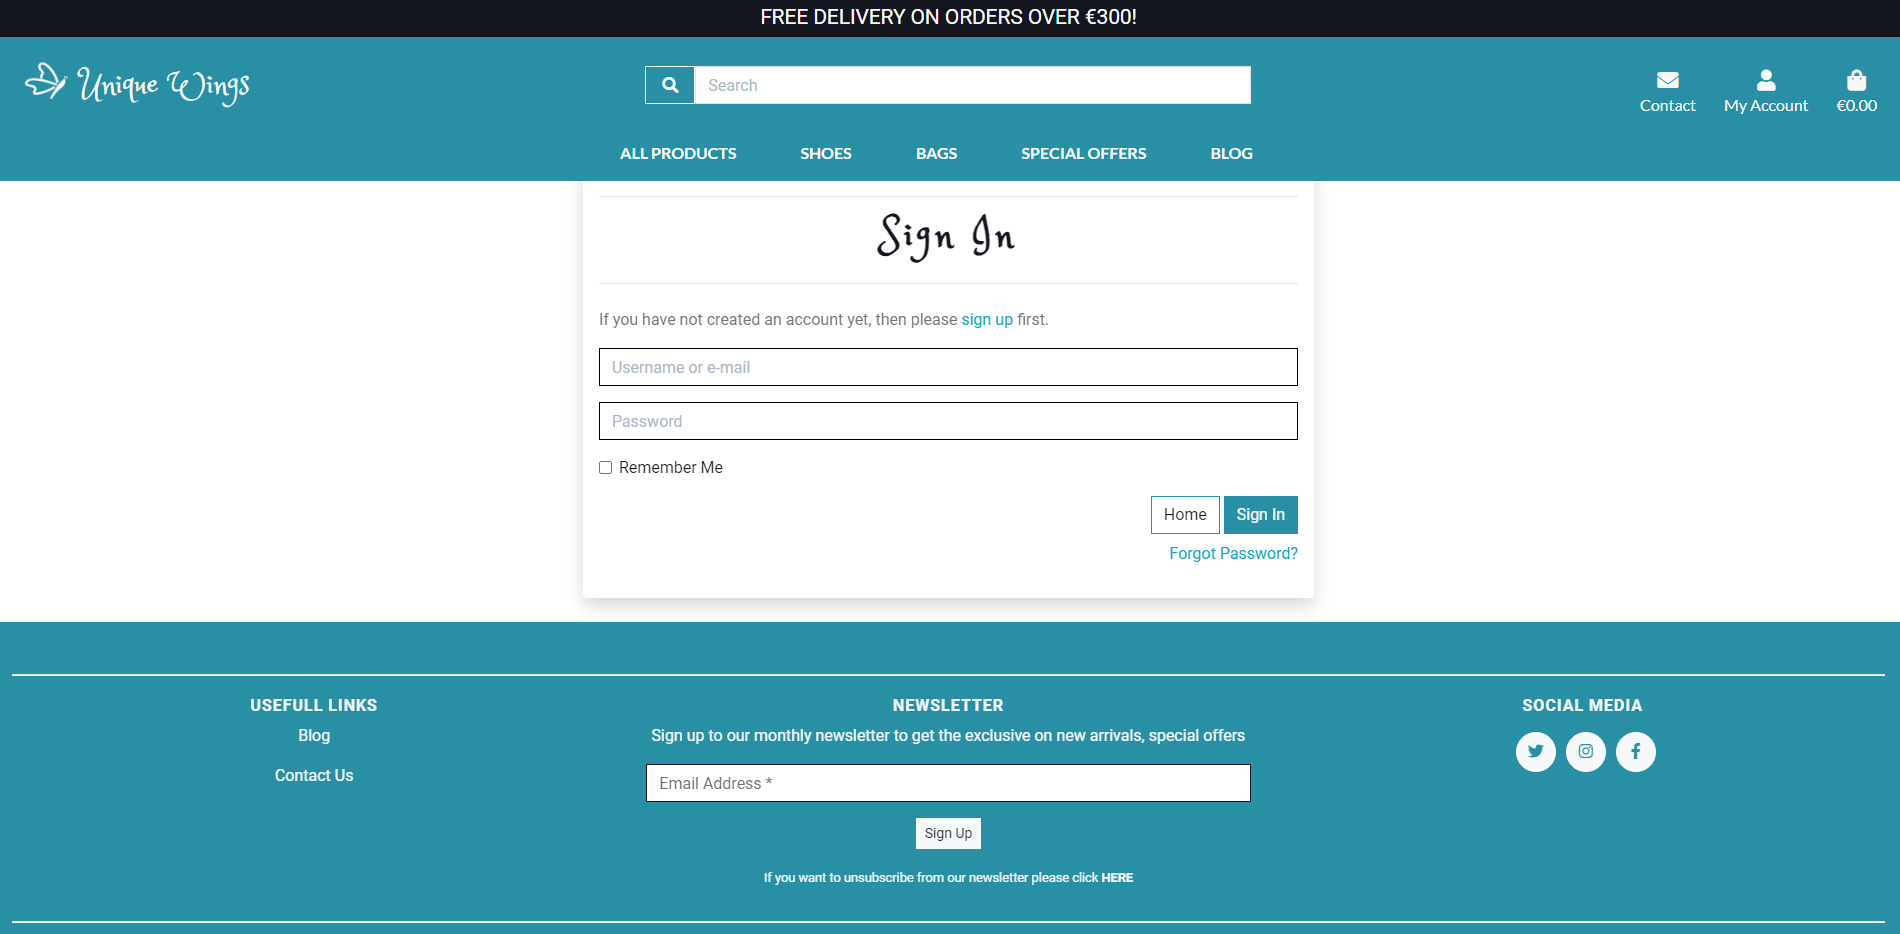 FREE DELIVERY ON ORDERS OVER €300!
Unique Wings
Search
Contact
My Account
€0.00
ALL PRODUCTS
SHOES
BAGS
SPECIAL OFFERS
BLOG
Sign In
If you have not created an account yet, then please sign up first.
Username or e-mail
Password
Remember Me
Home
Sign In
Forgot Password?
USEFULL LINKS
Blog
Contact Us
NEWSLETTER
Sign up to our monthly newsletter to get the exclusive on new arrivals, special offers
Email Address *
Sign Up
If you want to unsubscribe from our newsletter please click HERE
SOCIAL MEDIA